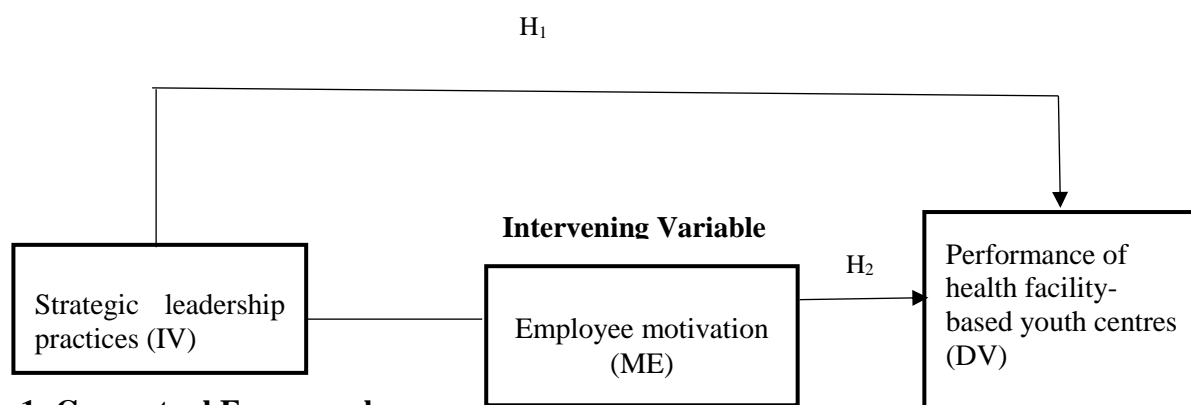 H₁
Intervening Variable
H₂
Strategic leadership
practices (IV)
Employee motivation
(ME)
Performance of
health facility-
based youth centres
(DV)